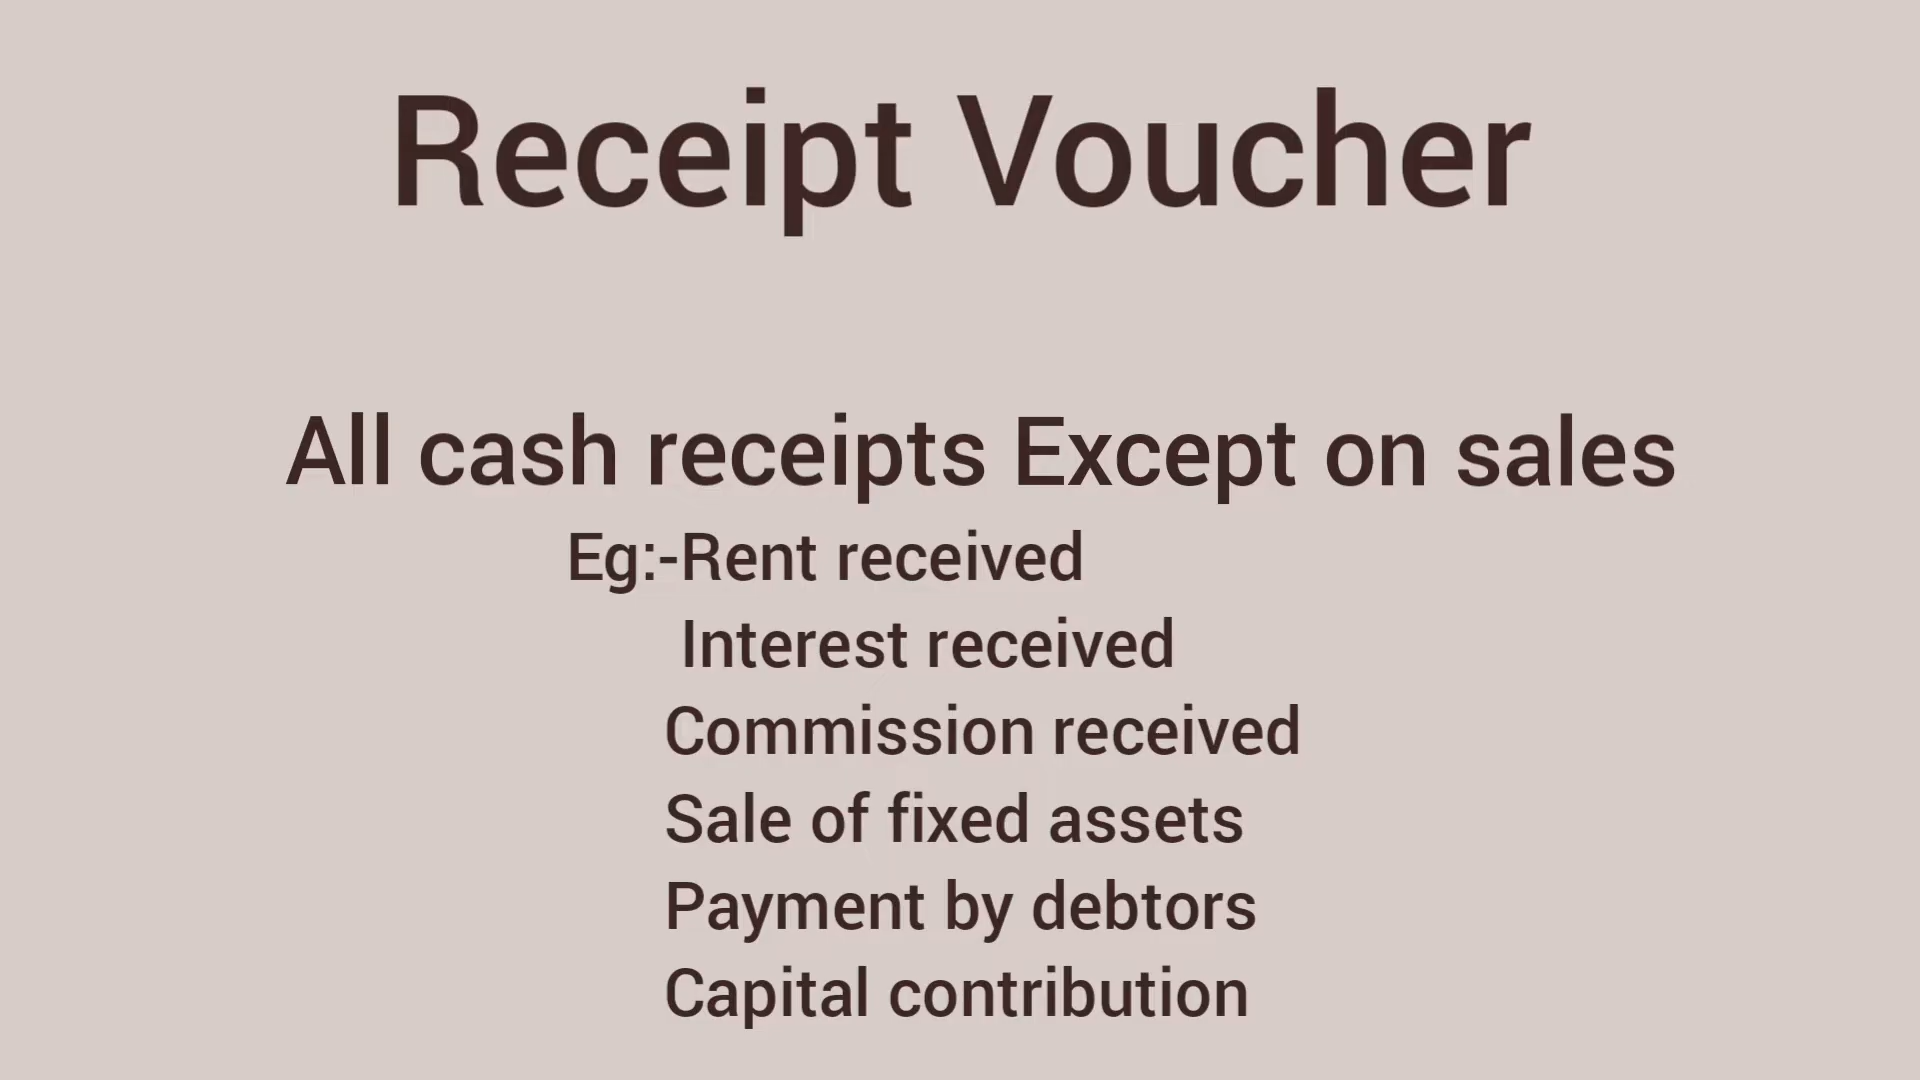 Receipt Voucher
All cash receipts Except on sales
Eg:-Rent received
Interest received
Commission received
Sale of fixed assets
Payment by debtors
Capital contribution